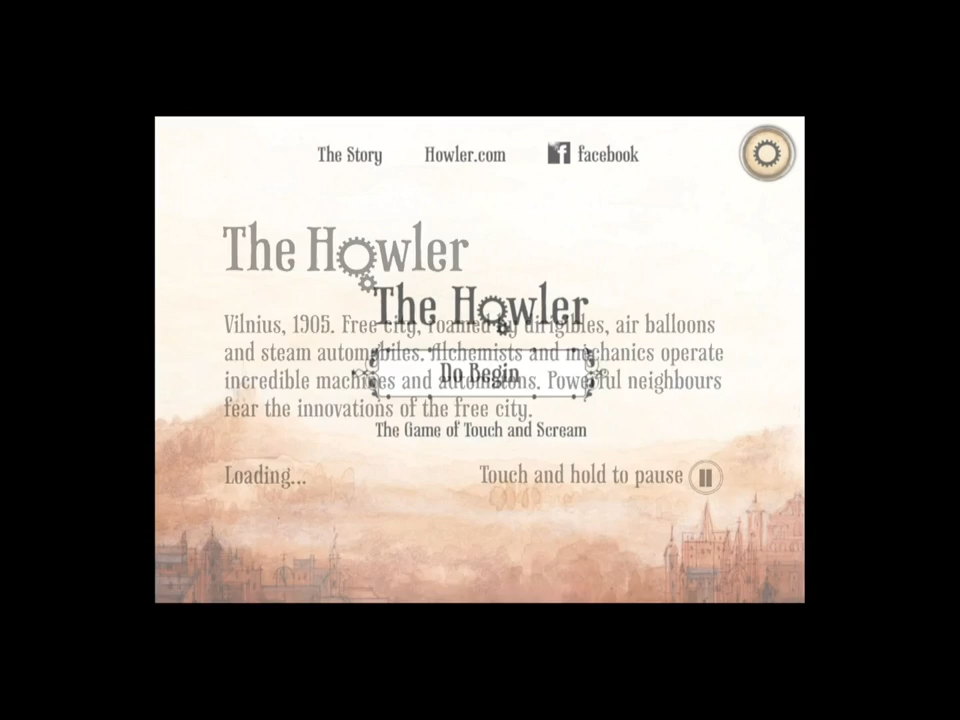 The Story Howler.com facebook
The Howler
The Howler
Vilnius, 1905. Free city, roamed by dirigibles, air balloons
and steam automobiles. Alchemists and mechanics operate
Do Begin
incredible machines and automatons. Powerful neighbours
fear the innovations of the free city.
The Game of Touch and Scream
Loading... Touch and hold to pause